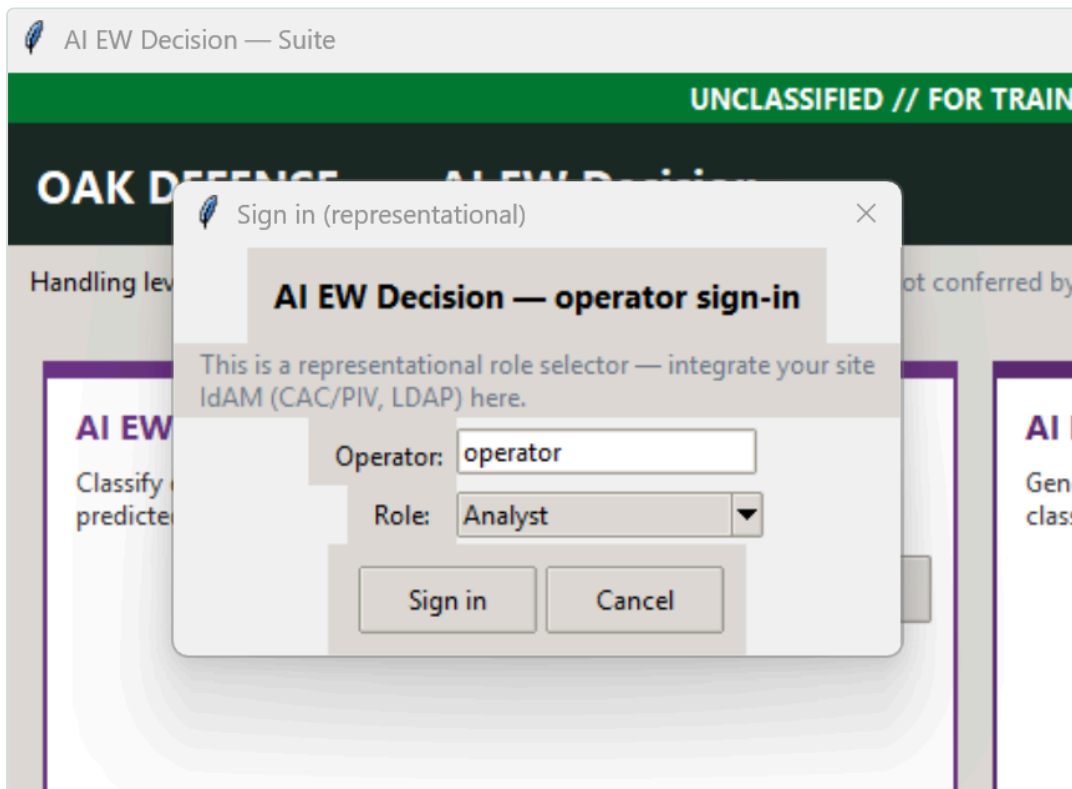 AI EW Decision — Suite
UNCLASSIFIED // FOR TRAIN
OAK
Sign in (representational)
Handling
ot conferred by
AI EW Decision — operator sign-in
This is a representational role selector — integrate your site
IdAM (CAC/PIV, LDAP) here.
AI EW
Classify
predicte
Operator: operator
Role: Analyst
Sign in Cancel
AI
Gen
class